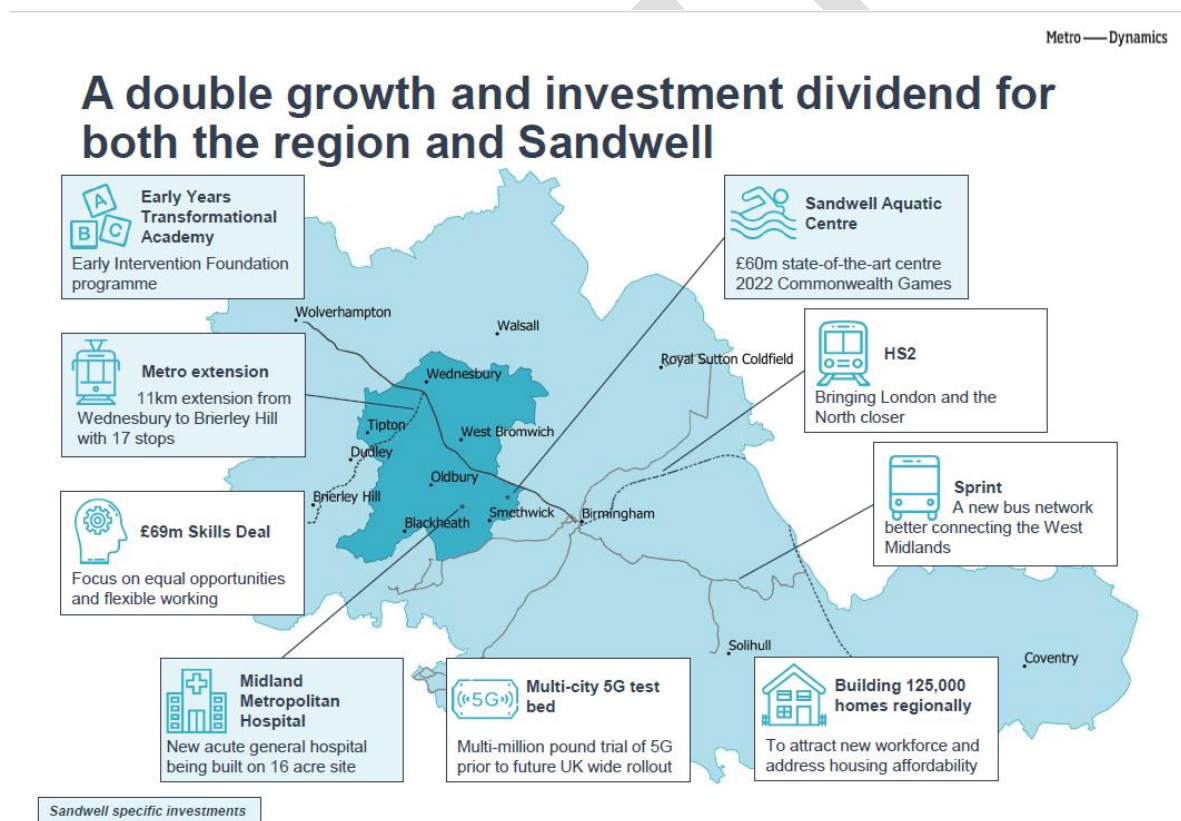 Metro — Dynamics
A double growth and investment dividend for
both the region and Sandwell
A
B
C
Early Years
Transformational
Academy
Early Intervention Foundation
programme
Sandwell Aquatic
Centre
£60m state-of-the-art centre
2022 Commonwealth Games
Wolverhampton
Walsall
Royal Sutton Coldfield
HS2
Bringing London and the
North closer
Metro extension
11km extension from
Wednesbury to Brierley Hill
with 17 stops
Wednesbury
Tipton
West Bromwich
Dudley
Oldbury
Brierley Hill
Blackheath
Smethwick
Birmingham
Sprint
A new bus network
better connecting the West
Midlands
£69m Skills Deal
Focus on equal opportunities
and flexible working
Solihull
Coventry
Midland
Metropolitan
Hospital
New acute general hospital
being built on 16 acre site
5G
Multi-city 5G test
bed
Multi-million pound trial of 5G
prior to future UK wide rollout
Building 125,000
homes regionally
To attract new workforce and
address housing affordability
Sandwell specific investments